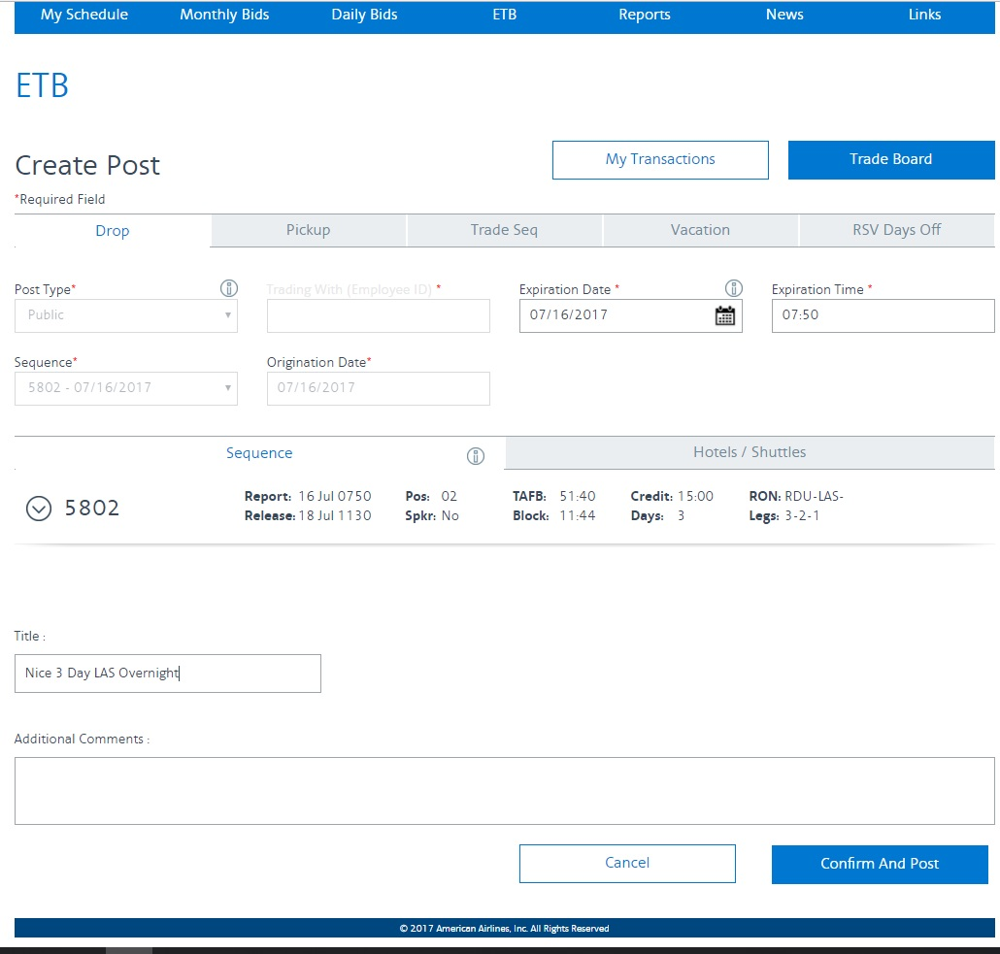 My Schedule Monthly Bids Daily Bids ETB Reports News Links
ETB
Create Post
My Transactions
Trade Board
*Required Field
Drop Pickup Trade Seq Vacation RSV Days Off
Post Type* Trading With (Employee ID) * Expiration Date * Expiration Time *
Public 07/16/2017 07:50
Sequence* Origination Date*
5802 - 07/16/2017 07/16/2017
Sequence Hotels / Shuttles
5802
Report: 16 Jul 0750 Pos: 02 TAFB: 51:40 Credit: 15:00 RON: RDU-LAS-
Release: 18 Jul 1130 Spkr: No Block: 11:44 Days: 3 Legs: 3-2-1
Title :
Nice 3 Day LAS Overnight
Additional Comments :
Cancel Confirm And Post
© 2017 American Airlines, Inc. All Rights Reserved